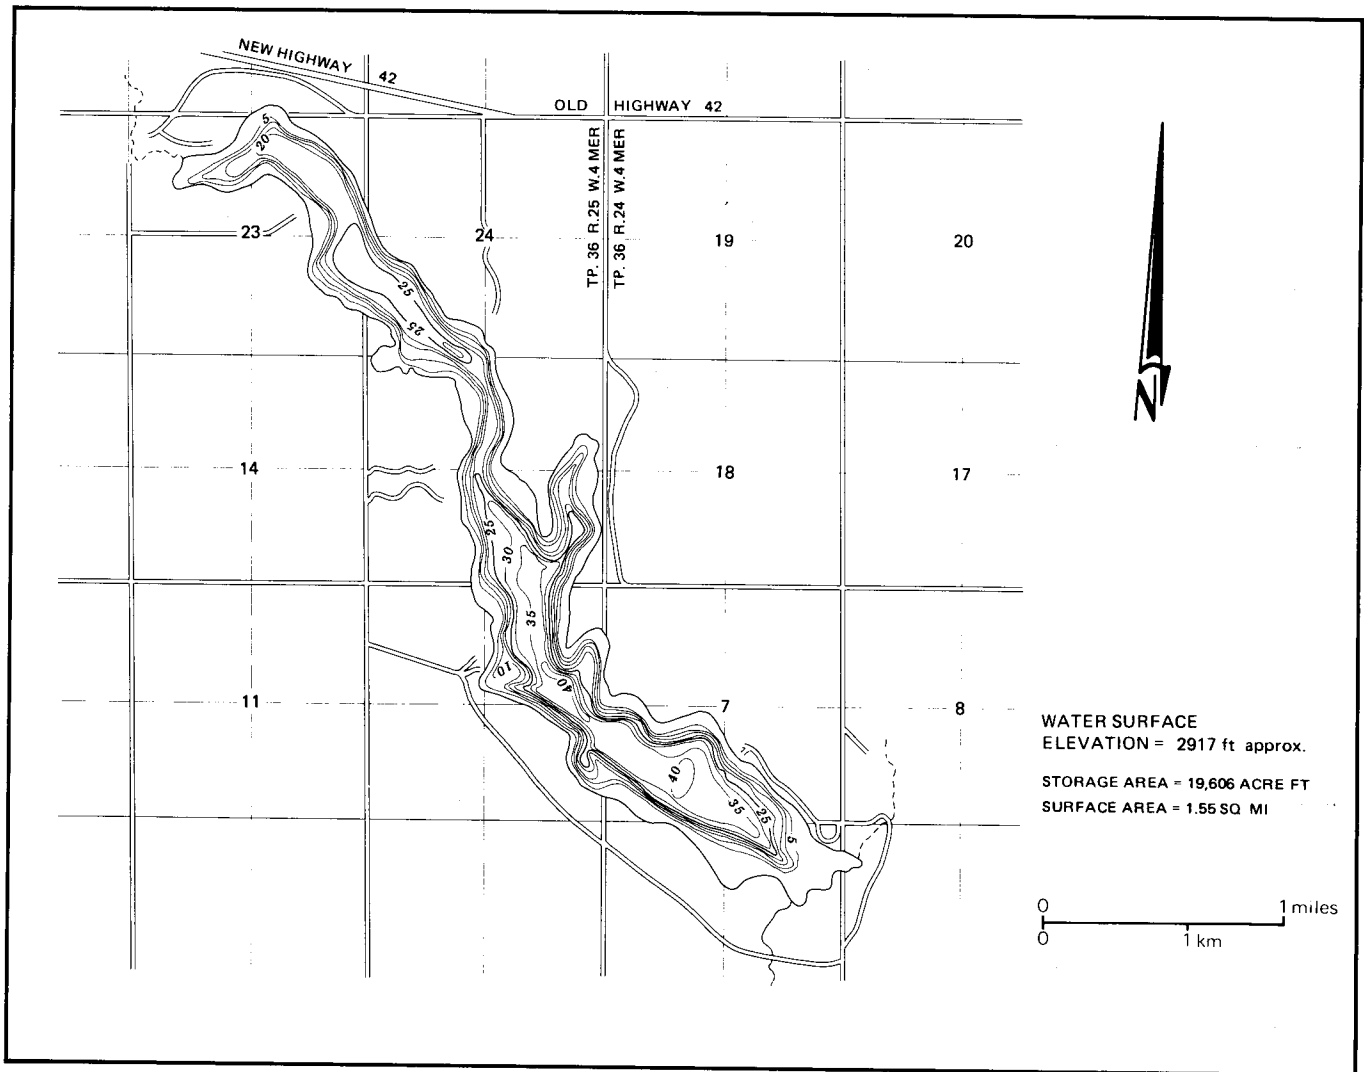 NEW HIGHWAY 42
OLD HIGHWAY 42
5
20
TP. 36 R.25 W.4 MER
TP. 36 R.24 W.4 MER
23
24
19
20
25
25
N
14
18
17
25
30
35
10
40
11
7
8
40
35
25
5
WATER SURFACE
ELEVATION = 2917 ft approx.
STORAGE AREA = 19,606 ACRE FT
SURFACE AREA = 1.55 SQ MI
0 1 miles
0 1 km